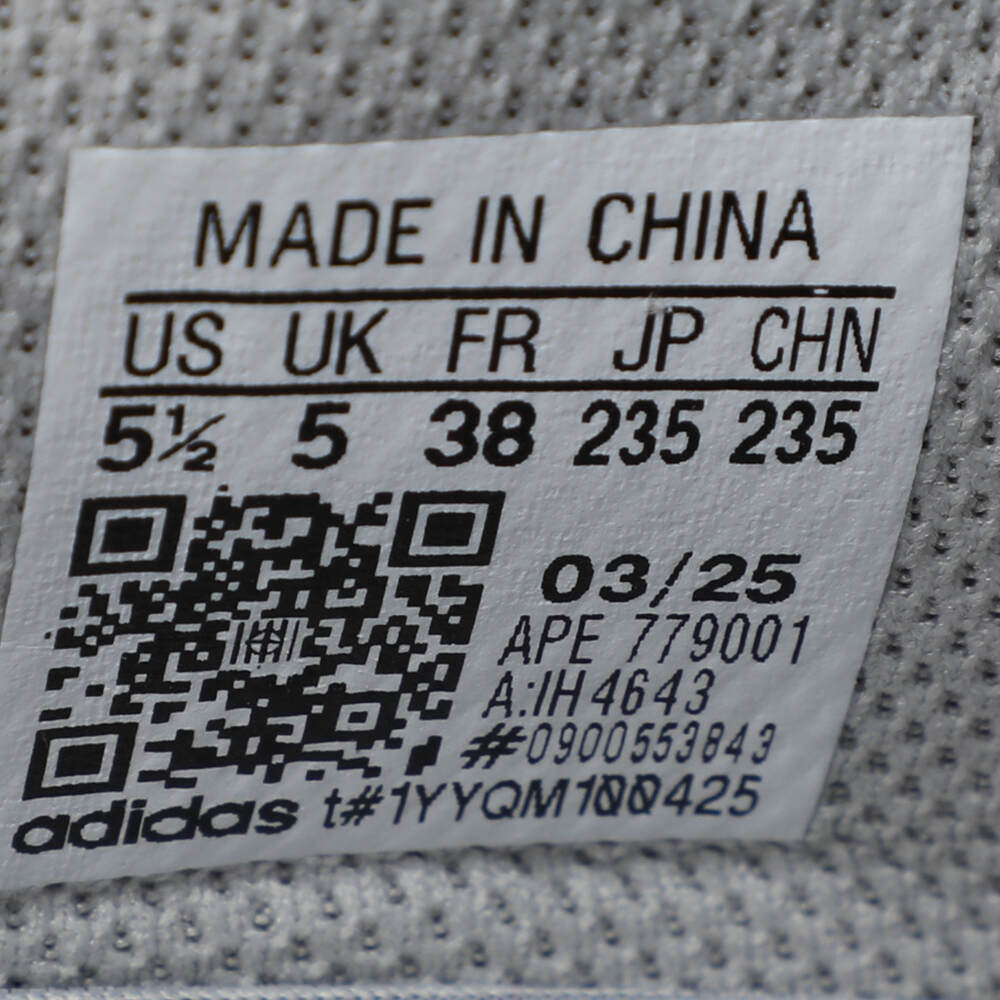 MADE IN CHINA
US UK FR JP CHN
5½ 5 38 235 235
03/25
APE 779001
A:IH4643
#0900553843
adidas t#1YYQM100425